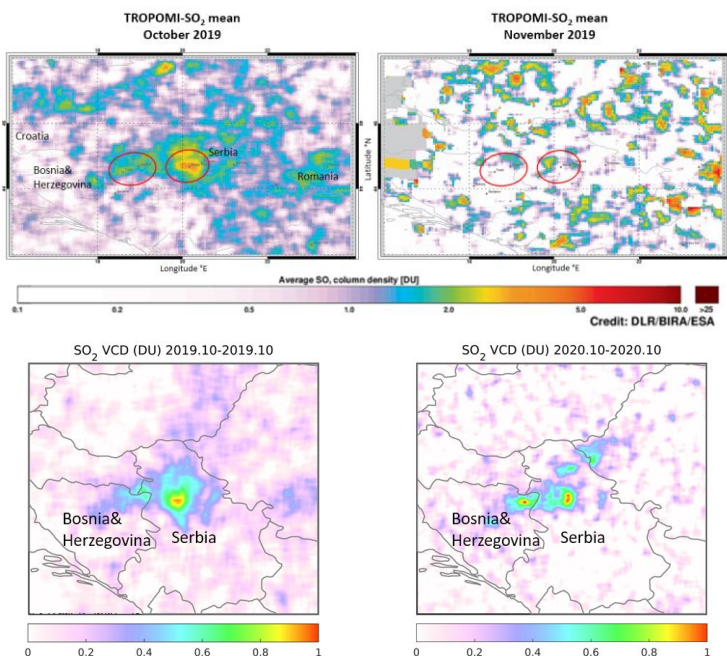 TROPOMI-SO₂ mean
October 2019
TROPOMI-SO₂ mean
November 2019
Croatia
Bosnia&
Herzegovina
Serbia
Romania
Longitude °E
Latitude °N
Longitude °E
Average SO₂ column density [DU]
0.1 0.2 1.0 2.0 5.0 10.0 >25
Credit: DLR/BIRA/ESA
SO₂ VCD (DU) 2019.10-2019.10
Bosnia&
Herzegovina
Serbia
0 0.2 0.4 0.6 0.8 1
SO₂ VCD (DU) 2020.10-2020.10
Bosnia&
Herzegovina
Serbia
0 0.2 0.4 0.6 0.8 1